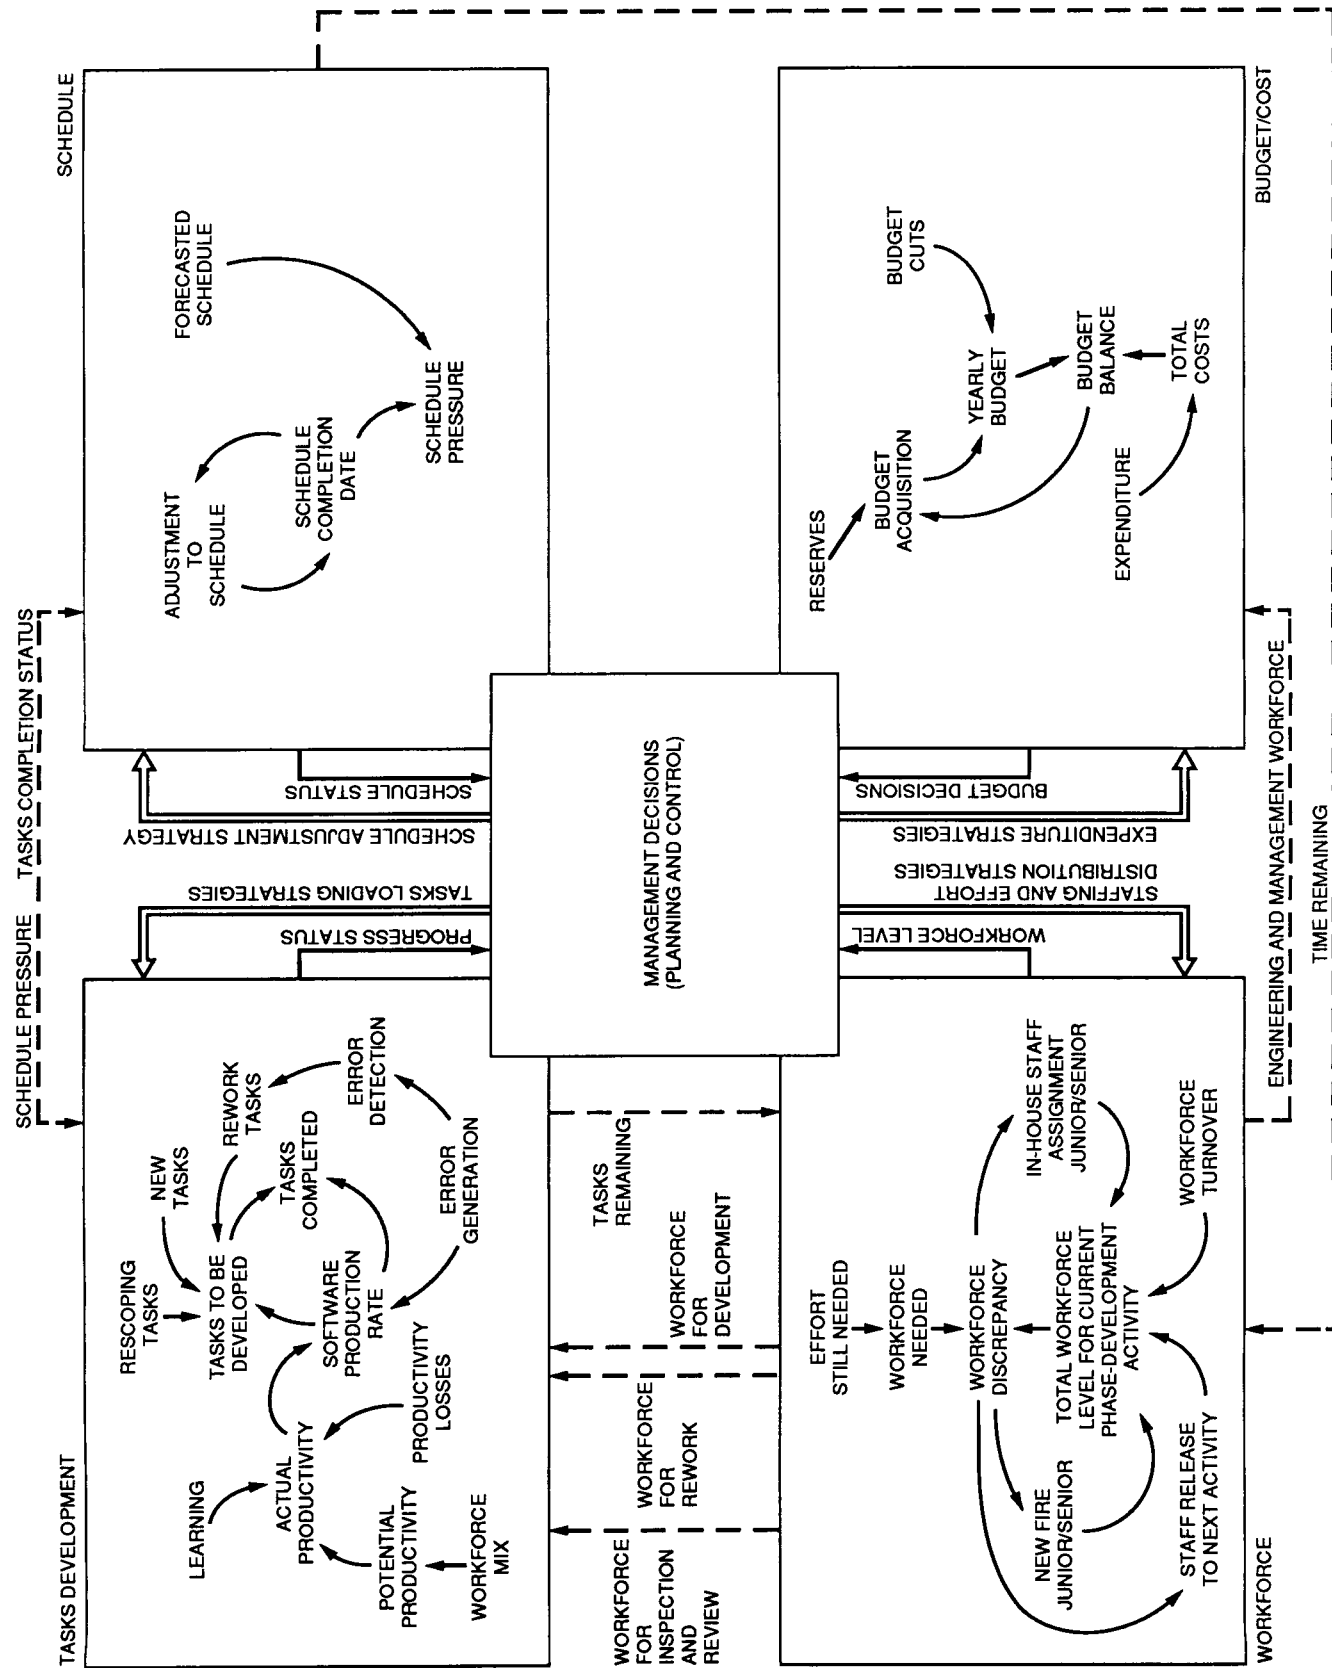 SCHEDULE PRESSURE
TASKS COMPLETION STATUS
TASKS DEVELOPMENT
SCHEDULE
RESCOPING
TASKS
NEW
TASKS
LEARNING
TASKS TO BE
DEVELOPED
REWORK
TASKS
ACTUAL
PRODUCTIVITY
TASKS
COMPLETED
SOFTWARE
PRODUCTION
RATE
ERROR
DETECTION
POTENTIAL
PRODUCTIVITY
PRODUCTIVITY
LOSSES
WORKFORCE
MIX
ERROR
GENERATION
TASKS LOADING STRATEGIES
PROGRESS STATUS
SCHEDULE ADJUSTMENT STRATEGY
SCHEDULE STATUS
ADJUSTMENT
TO
SCHEDULE
FORECASTED
SCHEDULE
SCHEDULE
COMPLETION
DATE
SCHEDULE
PRESSURE
WORKFORCE
FOR
INSPECTION
AND
REVIEW
WORKFORCE
FOR
REWORK
WORKFORCE
FOR
DEVELOPMENT
TASKS
REMAINING
MANAGEMENT DECISIONS
(PLANNING AND CONTROL)
EFFORT
STILL NEEDED
WORKFORCE
NEEDED
WORKFORCE
DISCREPANCY
NEW FIRE
JUNIOR/SENIOR
TOTAL WORKFORCE
LEVEL FOR CURRENT
PHASE-DEVELOPMENT
ACTIVITY
IN-HOUSE STAFF
ASSIGNMENT
JUNIOR/SENIOR
STAFF RELEASE
TO NEXT ACTIVITY
WORKFORCE
TURNOVER
WORKFORCE LEVEL
STAFFING AND EFFORT
DISTRIBUTION STRATEGIES
EXPENDITURE STRATEGIES
BUDGET DECISIONS
RESERVES
BUDGET
ACQUISITION
BUDGET
CUTS
YEARLY
BUDGET
BUDGET
BALANCE
EXPENDITURE
TOTAL
COSTS
WORKFORCE
BUDGET/COST
ENGINEERING AND MANAGEMENT WORKFORCE
TIME REMAINING